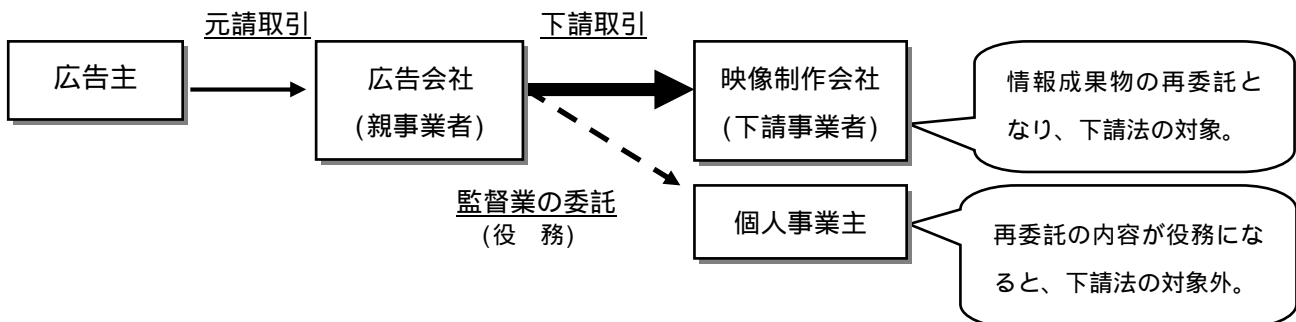 元請取引
下請取引
広告主
広告会社
(親事業者)
映像制作会社
(下請事業者)
情報成果物の再委託と
なり、下請法の対象。
監督業の委託
(役 務)
個人事業主
再委託の内容が役務にな
ると、下請法の対象外。